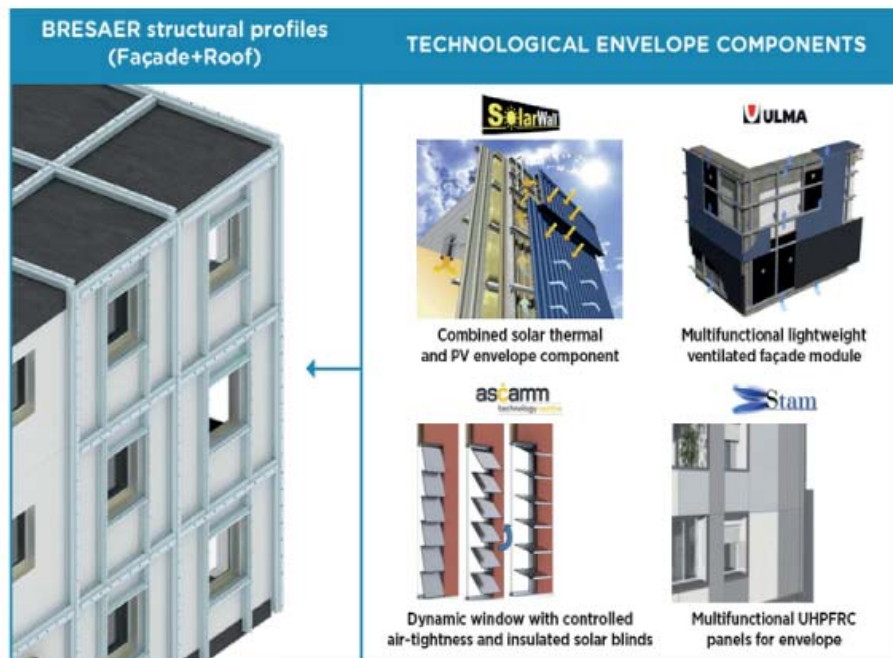 BRESAER structural profiles
(Façade+Roof)
TECHNOLOGICAL ENVELOPE COMPONENTS
SolarWall
ULMA
Combined solar thermal
and PV envelope component
Multifunctional lightweight
ventilated façade module
ascamm
technology centre
Stam
Dynamic window with controlled
air-tightness and insulated solar blinds
Multifunctional UHPFRC
panels for envelope